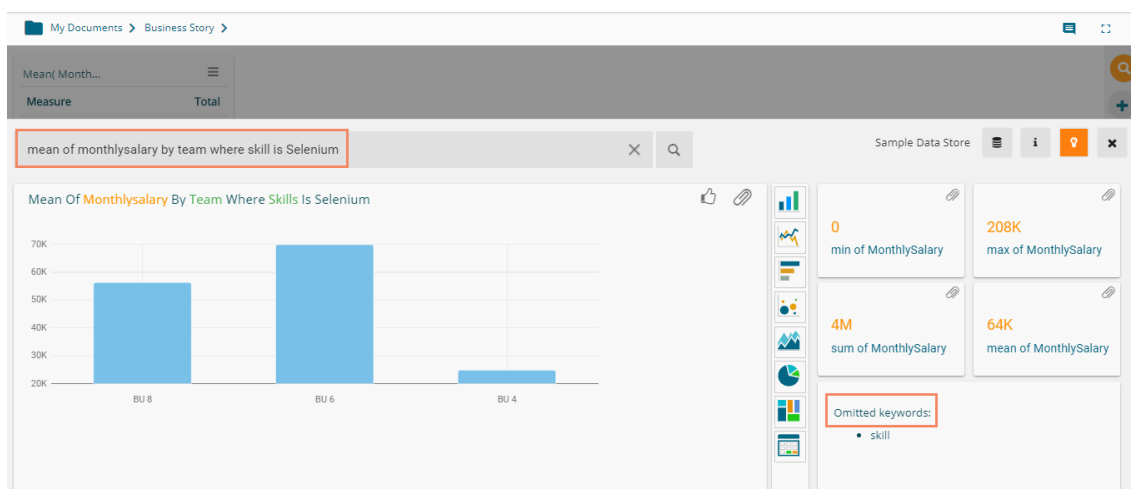 My Documents > Business Story >
Mean( Month...
Measure Total
mean of monthlysalary by team where skill is Selenium
Sample Data Store
Mean Of Monthlysalary By Team Where Skills Is Selenium
70K
60K
50K
40K
30K
20K
BU 8 BU 6 BU 4
0
min of MonthlySalary
208K
max of MonthlySalary
4M
sum of MonthlySalary
64K
mean of MonthlySalary
Omitted keywords:
• skill